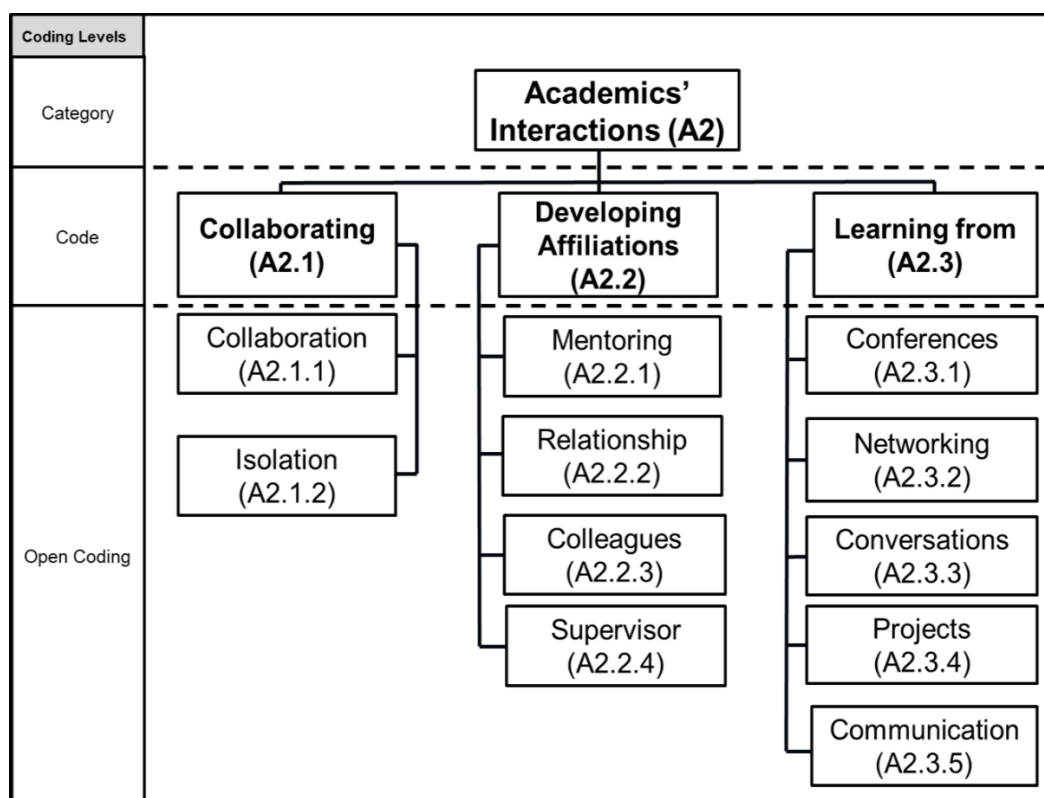 Coding Levels
Category
Academics’
Interactions (A2)
Code
Collaborating
(A2.1)
Developing
Affiliations
(A2.2)
Learning from
(A2.3)
Open Coding
Collaboration
(A2.1.1)
Isolation
(A2.1.2)
Mentoring
(A2.2.1)
Relationship
(A2.2.2)
Colleagues
(A2.2.3)
Supervisor
(A2.2.4)
Conferences
(A2.3.1)
Networking
(A2.3.2)
Conversations
(A2.3.3)
Projects
(A2.3.4)
Communication
(A2.3.5)